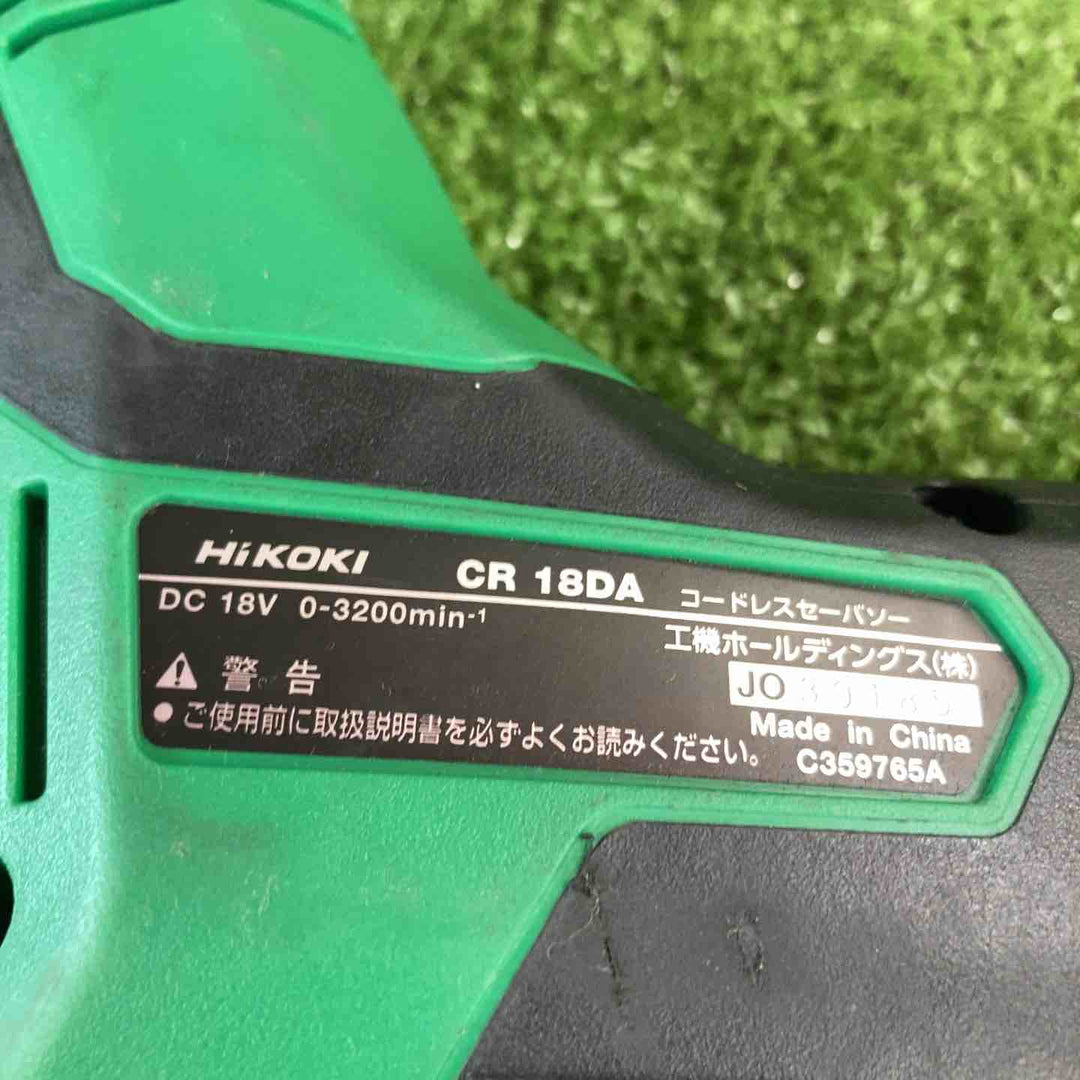 HiKOKI CR 18DA コードレスセーバソー
DC 18V 0-3200min-1 工機ホールディングス(株)
警告 JO
Made in China
●ご使用前に取扱説明書を必ずよくお読みください。 C359765A